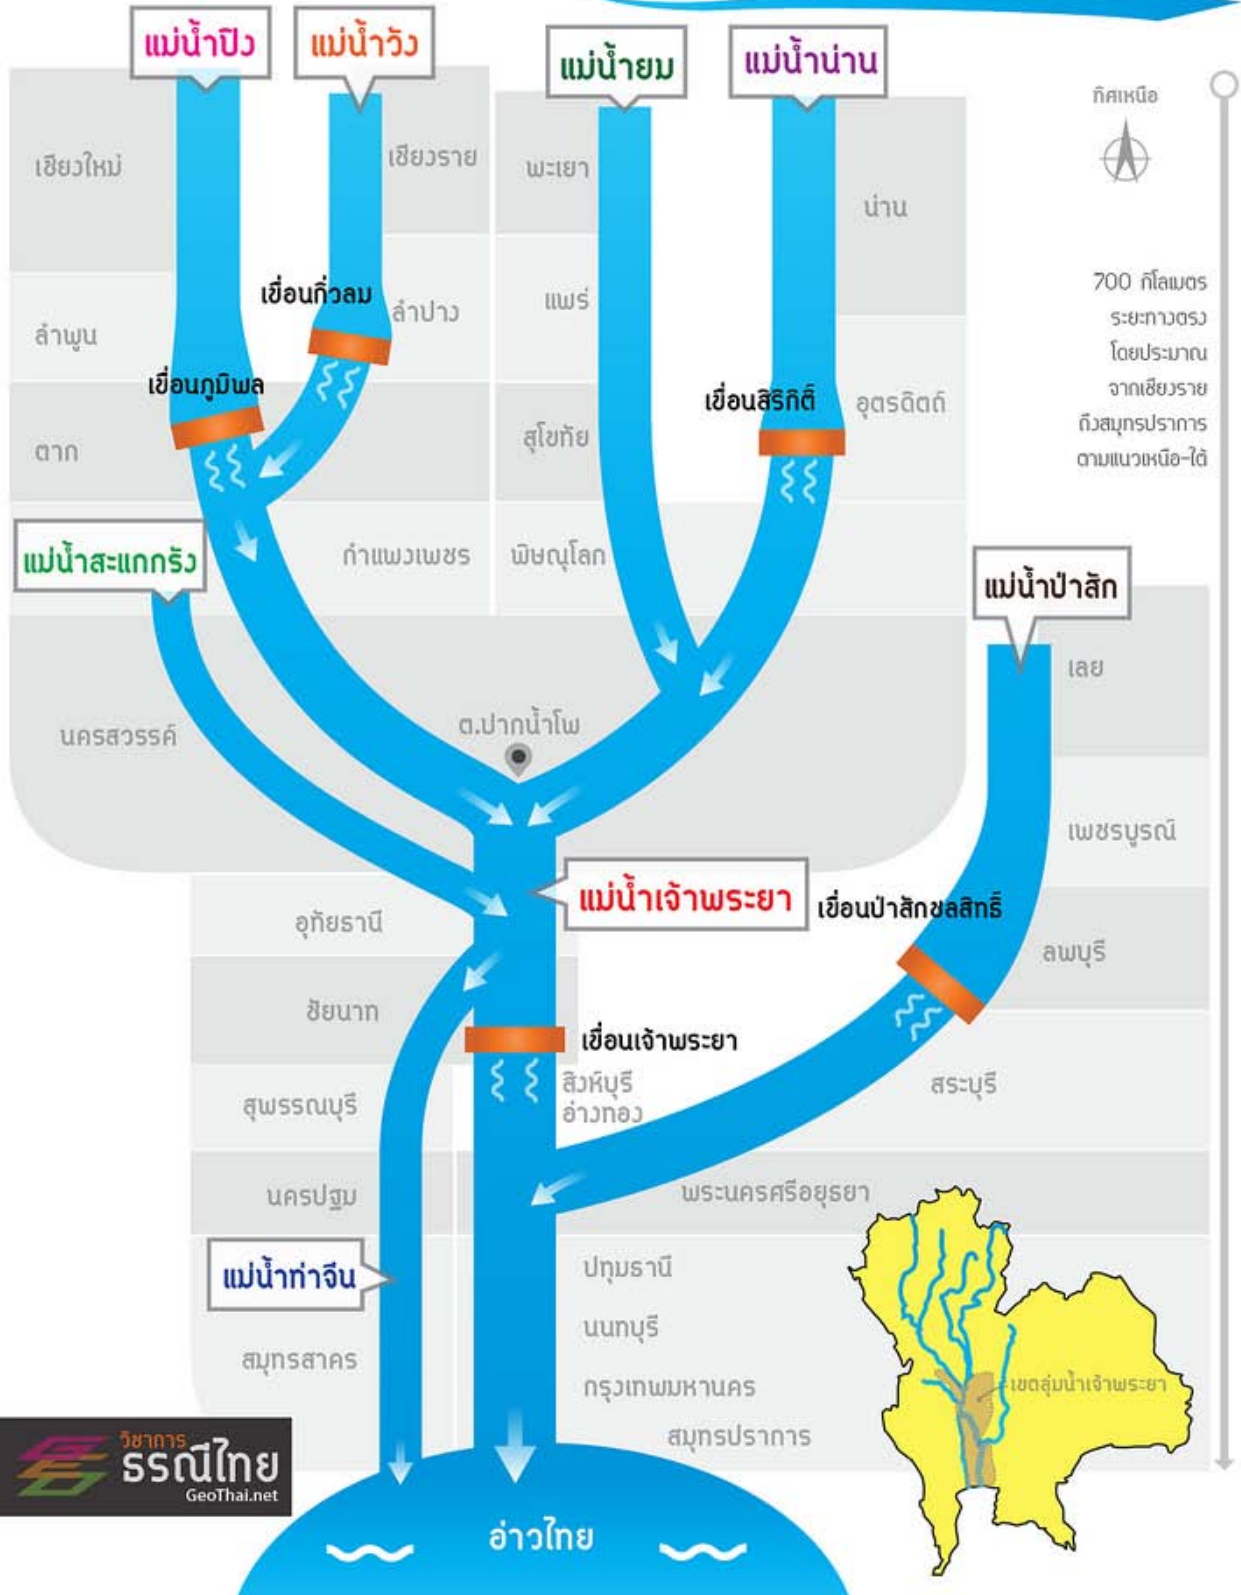 แม่น้ำปิง
แม่น้ำวัง
แม่น้ำยม
แม่น้ำน่าน
ทิศเหนือ
เชียงใหม่
เชียงราย
พะเยา
น่าน
700 กิโลเมตร
ระยะทางตรง
โดยประมาณ
จากเชียงราย
ถึงสมุทรปราการ
ตามแนวเหนือ-ใต้
เขื่อนกิ่วลม
ลำปาง
แพร่
ลำพูน
เขื่อนภูมิพล
เขื่อนสิริกิติ์
อุตรดิตถ์
ตาก
สุโขทัย
แม่น้ำสะแกกรัง
กำแพงเพชร
พิษณุโลก
แม่น้ำป่าสัก
เลย
นครสวรรค์
ต.ปากน้ำโพ
เพชรบูรณ์
แม่น้ำเจ้าพระยา
เขื่อนป่าสักชลสิทธิ์
อุทัยธานี
ลพบุรี
ชัยนาท
เขื่อนเจ้าพระยา
สิงห์บุรี
อ่างทอง
สุพรรณบุรี
สระบุรี
นครปฐม
พระนครศรีอยุธยา
แม่น้ำท่าจีน
ปทุมธานี
นนทบุรี
สมุทรสาคร
กรุงเทพมหานคร
สมุทรปราการ
เขตลุ่มน้ำเจ้าพระยา
วิชาการ
ธรณีไทย
GeoThai.net
อ่าวไทย